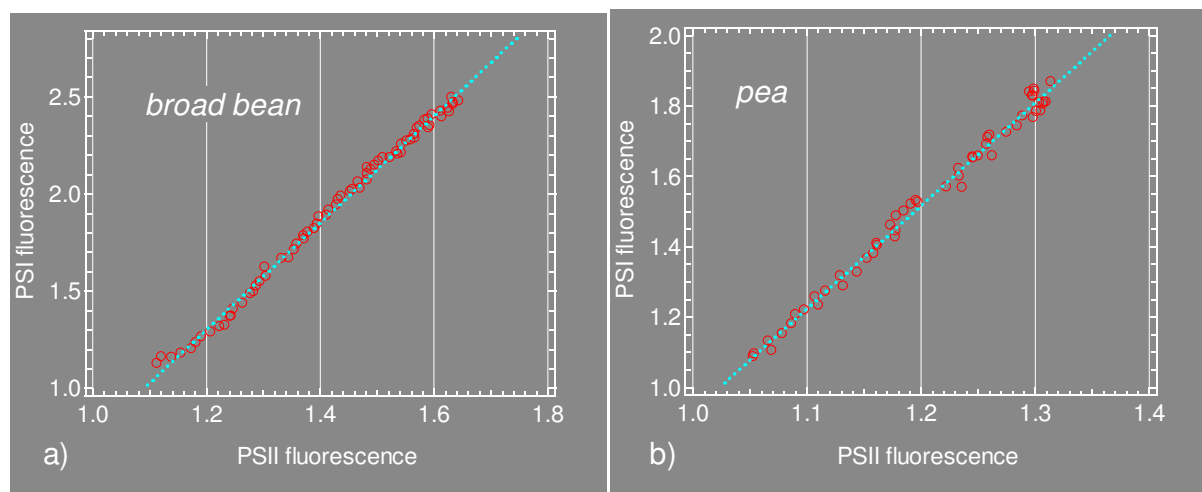 broad bean
PSI fluorescence
2.5
2.0
1.5
1.0
1.0 1.2 1.4 1.6 1.8
a) PSII fluorescence
pea
PSI fluorescence
2.0
1.8
1.6
1.4
1.2
1.0
1.0 1.1 1.2 1.3 1.4
b) PSII fluorescence